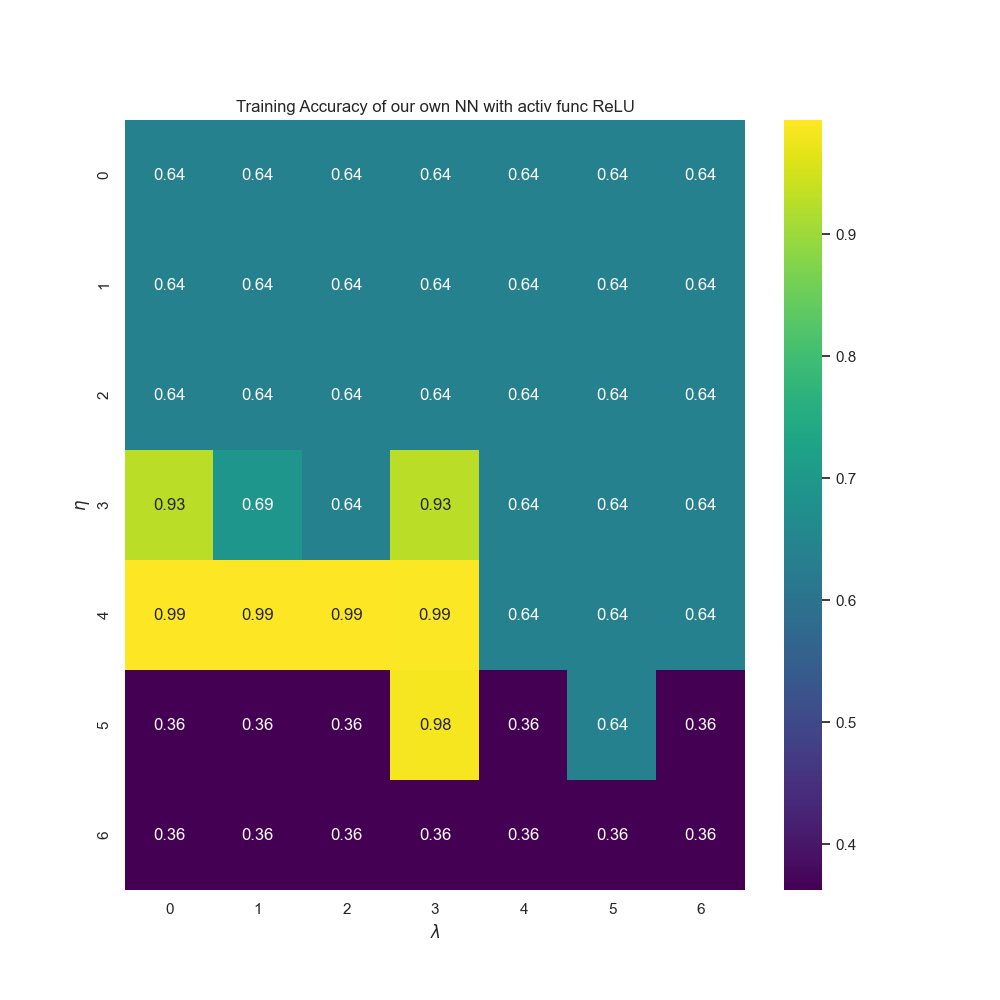 Training Accuracy of our own NN with activ func ReLU
0 0.64 0.64 0.64 0.64 0.64 0.64 0.64
0.9
1 0.64 0.64 0.64 0.64 0.64 0.64 0.64
0.8
2 0.64 0.64 0.64 0.64 0.64 0.64 0.64
0.7
η
3 0.93 0.69 0.64 0.93 0.64 0.64 0.64
0.6
4 0.99 0.99 0.99 0.99 0.64 0.64 0.64
0.5
5 0.36 0.36 0.36 0.98 0.36 0.64 0.36
6 0.36 0.36 0.36 0.36 0.36 0.36 0.36
0.4
0 1 2 3 4 5 6
λ